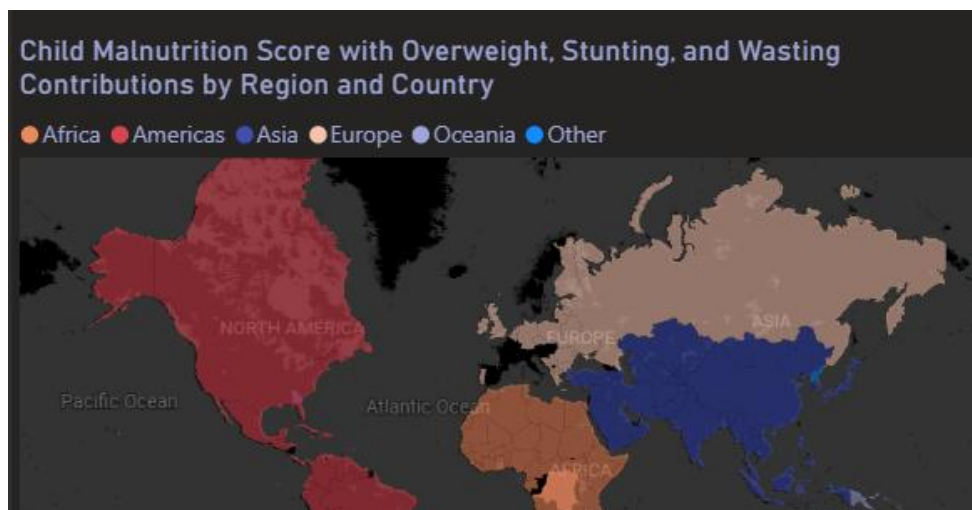 Child Malnutrition Score with Overweight, Stunting, and Wasting
Contributions by Region and Country
Africa Americas Asia Europe Oceania Other
NORTH AMERICA
EUROPE
ASIA
Pacific Ocean
Atlantic Ocean
AFRICA